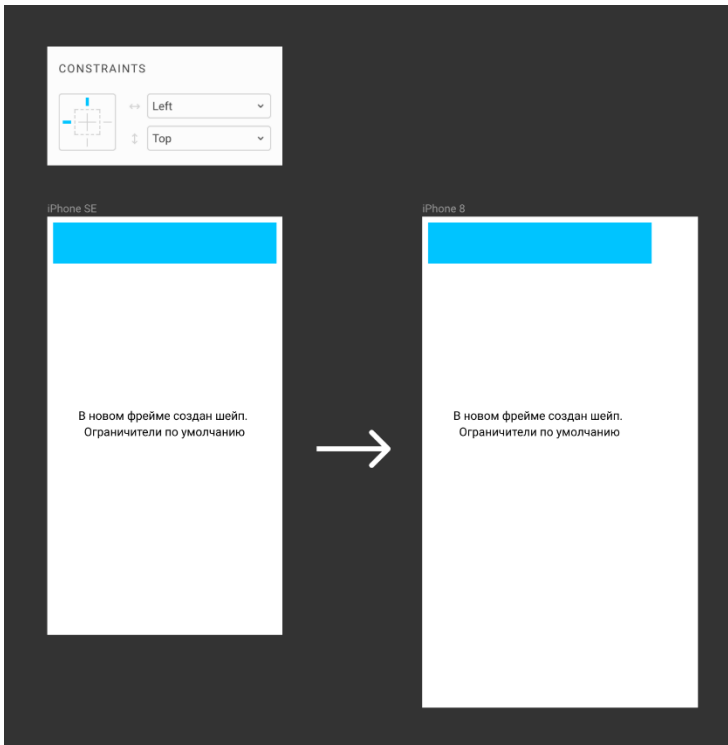 CONSTRAINTS
Left
Top
iPhone SE
iPhone 8
В новом фрейме создан шейп.
Ограничители по умолчанию
В новом фрейме создан шейп.
Ограничители по умолчанию